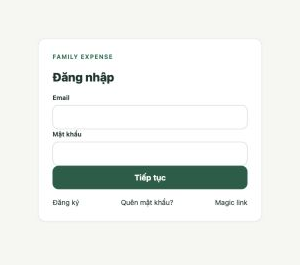 FAMILY EXPENSE
Đăng nhập
Email
Mật khẩu
Tiếp tục
Đăng ký
Quên mật khẩu?
Magic link